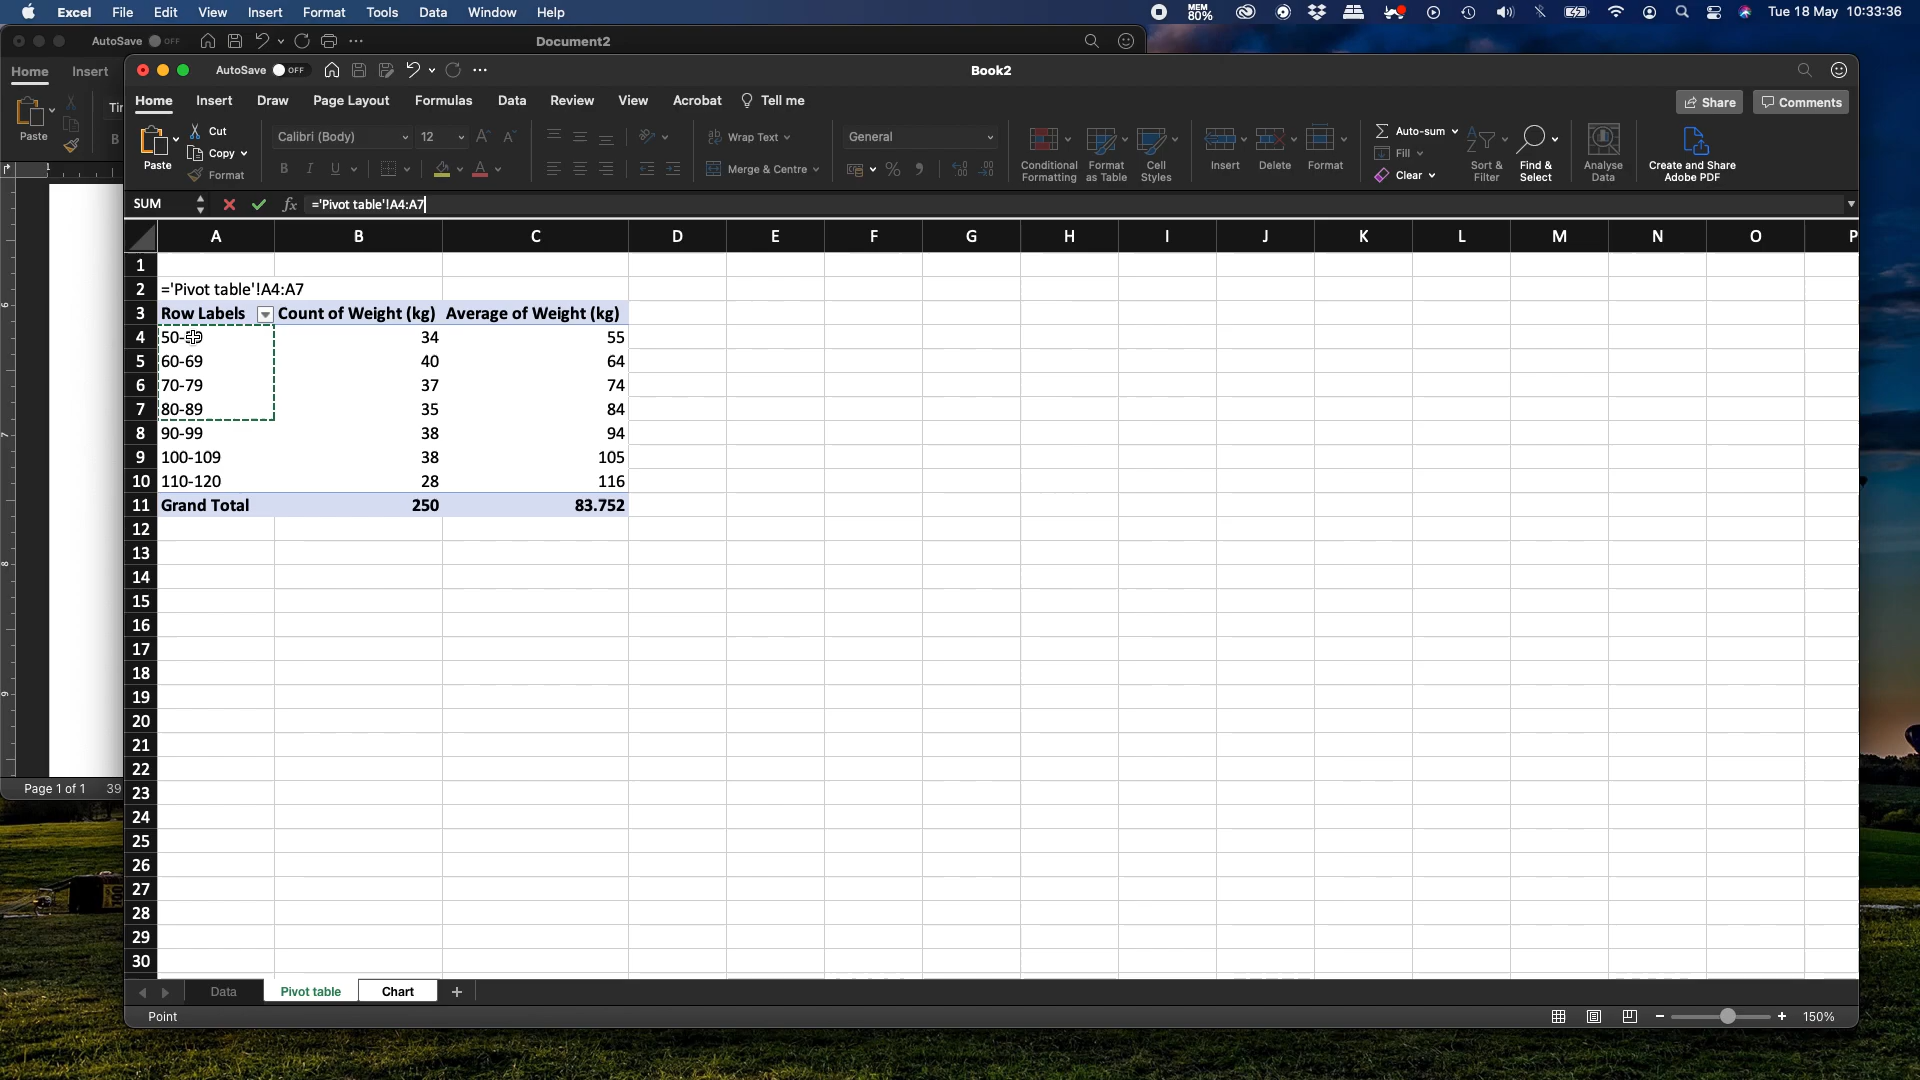 Excel File Edit View Insert Format Tools Data Window Help
MEM 80% Tue 18 May 10:33:36
AutoSave OFF Document2
Home Insert
Paste
Tir
B
Page 1 of 1 39
AutoSave OFF Book2
Home Insert Draw Page Layout Formulas Data Review View Acrobat Tell me Share Comments
Paste Cut Copy Format
Calibri (Body) 12
B I U
Wrap Text
Merge & Centre
General
Conditional Formatting
Format as Table
Cell Styles
Insert Delete Format
Auto-sum
Fill
Clear
Sort & Filter
Find & Select
Analyse Data
Create and Share Adobe PDF
SUM fx ='Pivot table'!A4:A7
A B C D E F G H I J K L M N O P
1
2 ='Pivot table'!A4:A7
3 Row Labels Count of Weight (kg) Average of Weight (kg)
4 50-59 34 55
5 60-69 40 64
6 70-79 37 74
7 80-89 35 84
8 90-99 38 94
9 100-109 38 105
10 110-120 28 116
11 Grand Total 250 83.752
12
13
14
15
16
17
18
19
20
21
22
23
24
25
26
27
28
29
30
Data Pivot table Chart +
Point 150%